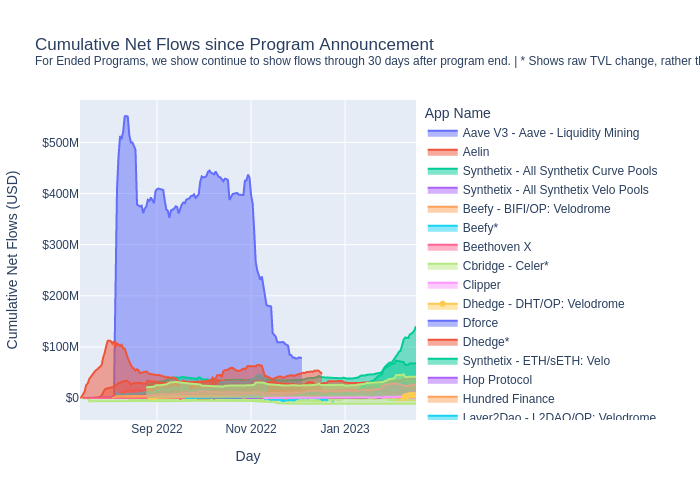 Cumulative Net Flows since Program Announcement
For Ended Programs, we show continue to show flows through 30 days after program end. | * Shows raw TVL change, rather
App Name
Aave V3 - Aave - Liquidity Mining
Aelin
Synthetix - All Synthetix Curve Pools
Synthetix - All Synthetix Velo Pools
Beefy - BIFI/OP: Velodrome
Beefy*
Beethoven X
Cbridge - Celer*
Clipper
Dhedge - DHT/OP: Velodrome
Dforce
Dhedge*
Synthetix - ETH/sETH: Velo
Hop Protocol
Hundred Finance
Layer2Dao - L2DAO/OP: Velodrome
Cumulative Net Flows (USD)
$500M
$400M
$300M
$200M
$100M
$0
Sep 2022
Nov 2022
Jan 2023
Day